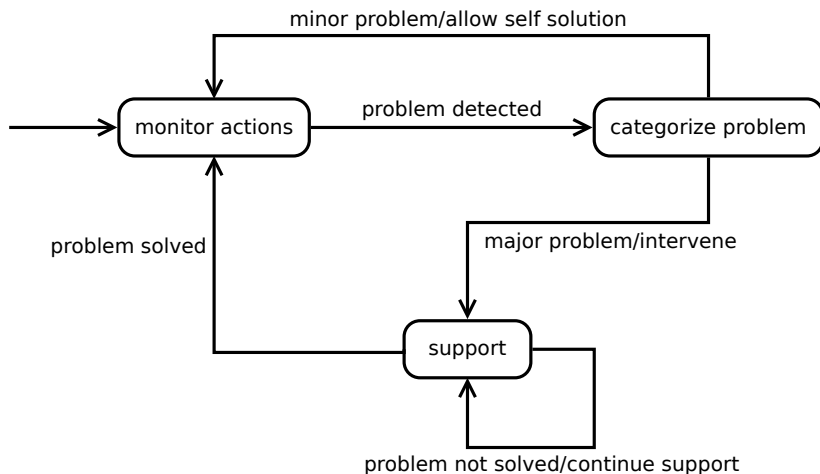 minor problem/allow self solution
monitor actions
problem detected
categorize problem
problem solved
major problem/intervene
support
problem not solved/continue support